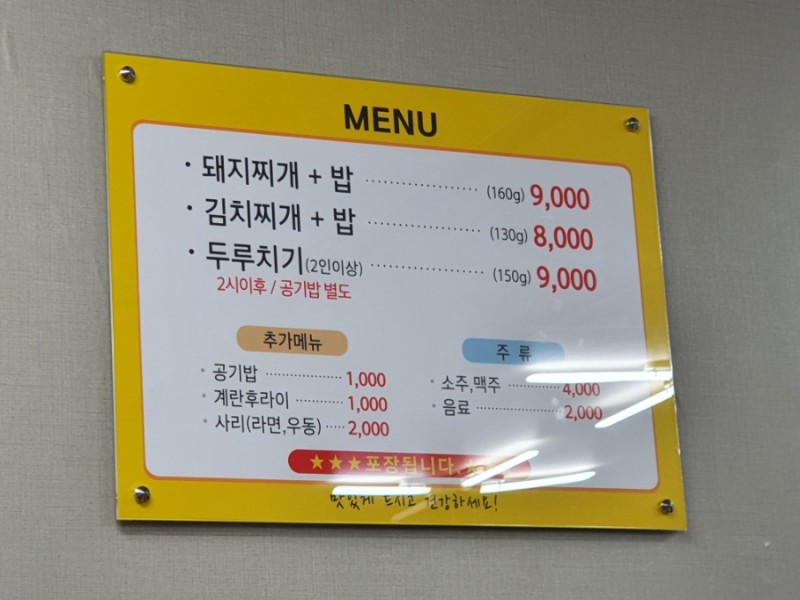 MENU
· 돼지찌개 + 밥 ·················· (160g) 9,000
· 김치찌개 + 밥 ·················· (130g) 8,000
· 두루치기(2인이상) ·················· (150g) 9,000
2시이후 / 공기밥 별도
추가메뉴
· 공기밥 ·················· 1,000
· 계란후라이 ··········· 1,000
· 사리(라면,우동) ····· 2,000
주 류
· 소주,맥주 ············ 4,000
· 음료 ·················· 2,000
★★★포장됩니다.
맛있게 드시고 건강하세요!